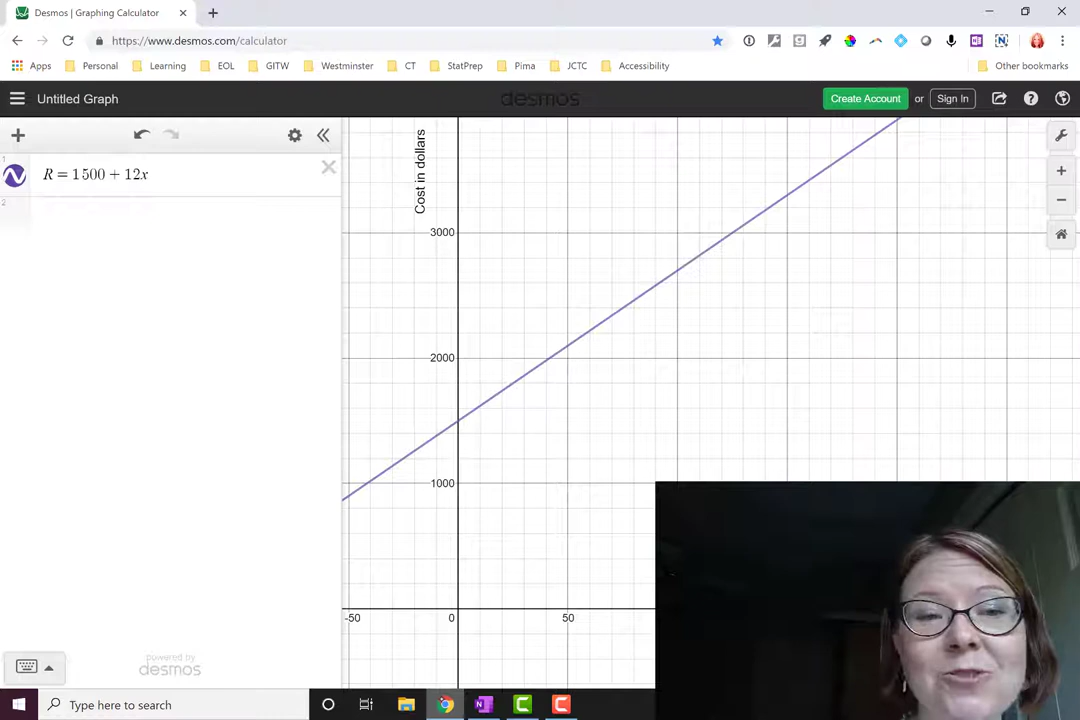 Desmos | Graphing Calculator
https://www.desmos.com/calculator
Apps Personal Learning EOL GITW Westminster CT StatPrep Pima JCTC Accessibility Other bookmarks
Untitled Graph
desmos
Create Account or Sign In
1
R = 1500 + 12x
2
Cost in dollars
3000
2000
1000
-50 0 50
powered by
desmos
Type here to search